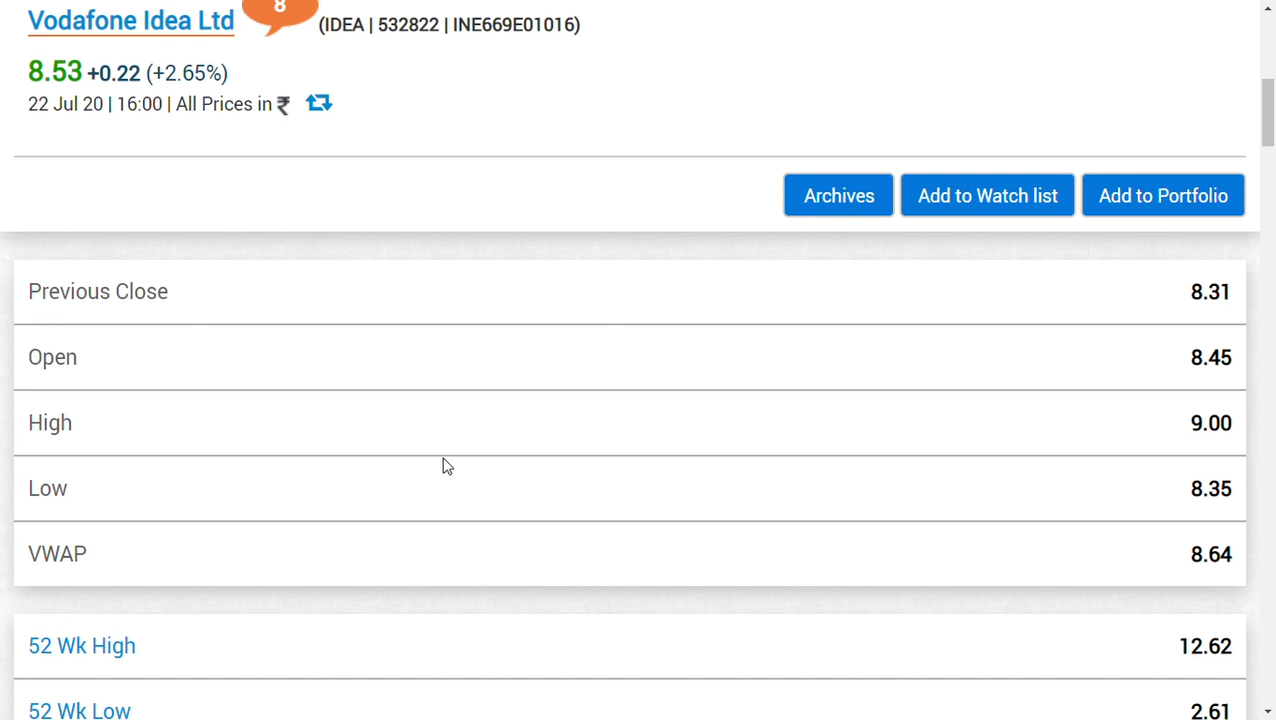 8
Vodafone Idea Ltd (IDEA | 532822 | INE669E01016)
8.53 +0.22 (+2.65%)
22 Jul 20 | 16:00 | All Prices in ₹
Archives Add to Watch list Add to Portfolio
Previous Close 8.31
Open 8.45
High 9.00
Low 8.35
VWAP 8.64
52 Wk High 12.62
52 Wk Low 2.61